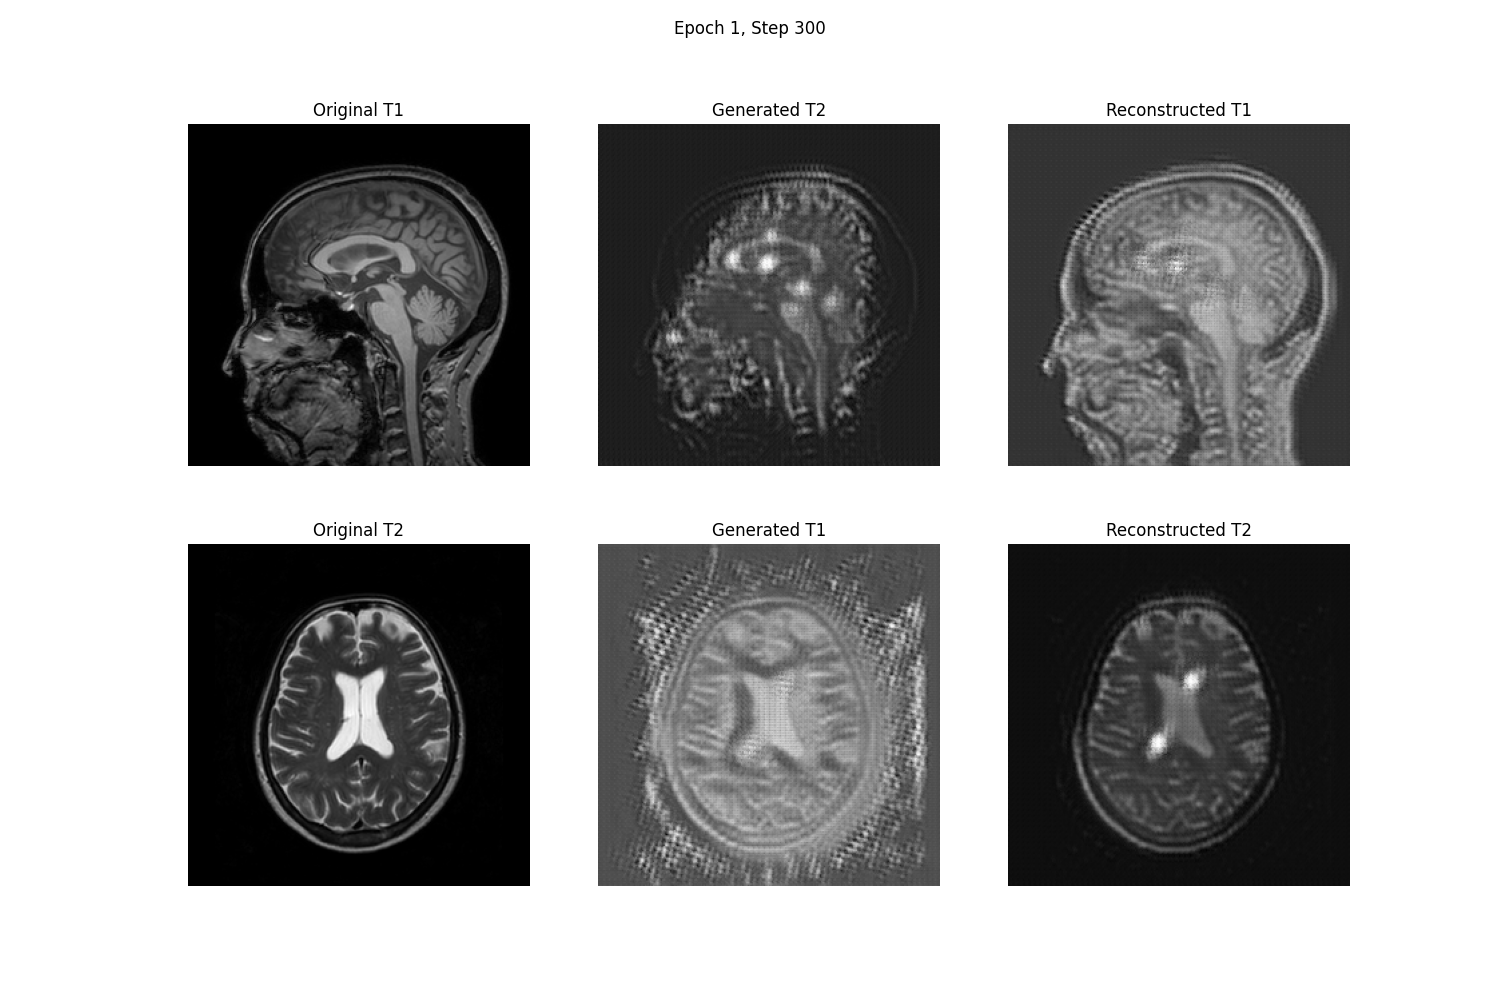 Epoch 1, Step 300
Original T1
Generated T2
Reconstructed T1
Original T2
Generated T1
Reconstructed T2